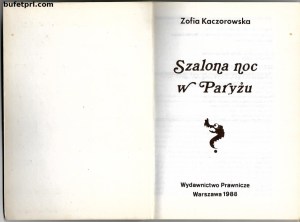 bufetprl.com
Zofia Kaczorowska
Szalona noc
w Paryżu
Wydawnictwo Prawnicze
Warszawa 1988